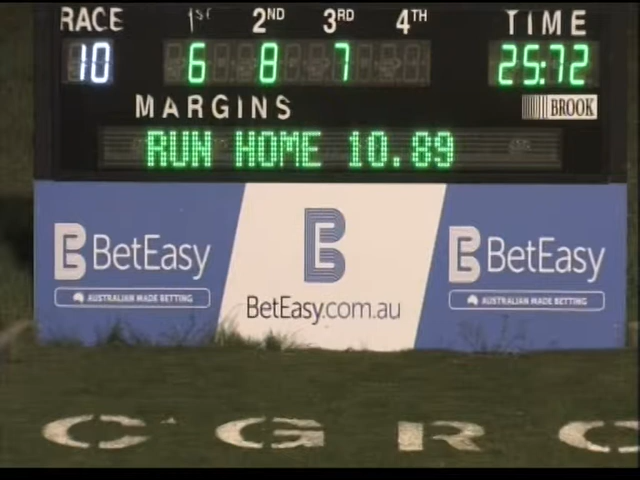 RACE 1ST 2ND 3RD 4TH TIME
10 6 8 7 25:72
MARGINS BROOK
RUN HOME 10.89
B BetEasy
AUSTRALIAN MADE BETTING
B
BetEasy.com.au
B BetEasy
AUSTRALIAN MADE BETTING
C G R C